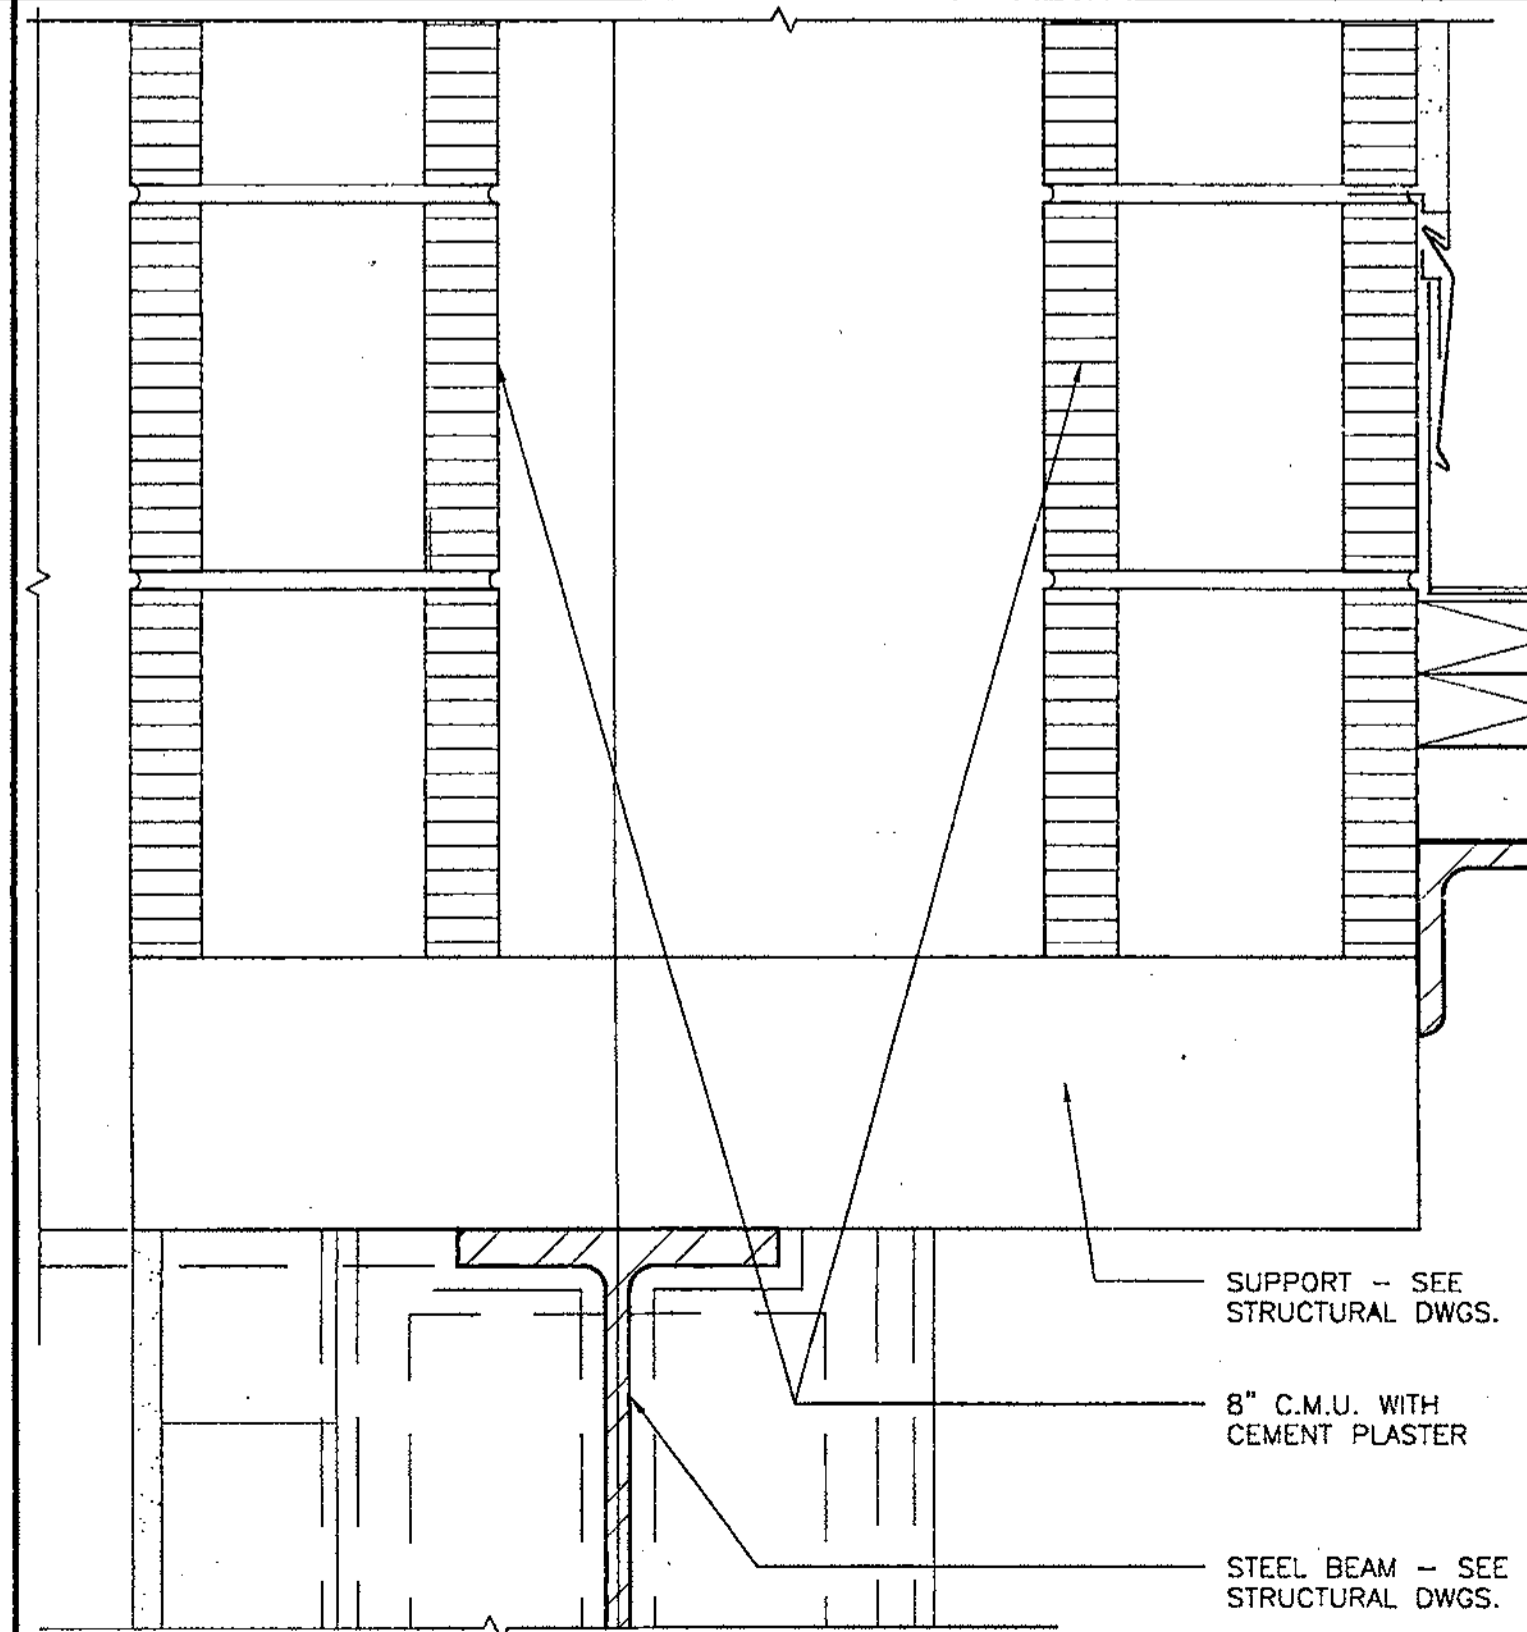 SUPPORT – SEE
STRUCTURAL DWGS.
8" C.M.U. WITH
CEMENT PLASTER
STEEL BEAM – SEE
STRUCTURAL DWGS.